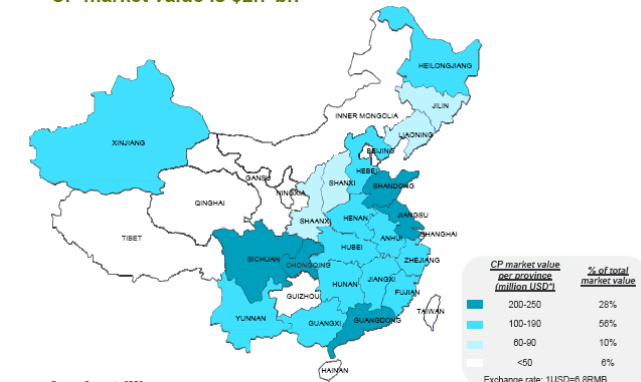 HEILONGJIANG
JILIN
INNER MONGOLIA
LIAONING
XINJIANG
BEIJING
HEBEI
GANSU
SHANXI
SHANDONG
NINGXIA
QINGHAI
SHAANXI
HENAN
JIANGSU
TIBET
SHANGHAI
ANHUI
HUBEI
SICHUAN
CHONGQING
ZHEJIANG
HUNAN
JIANGXI
GUIZHOU
FUJIAN
YUNNAN
GUANGXI
GUANGDONG
TAIWAN
HAINAN
CP market value % of total
per province market value
(million USD*)
200-250 28%
100-190 56%
60-90 10%
<50 6%
Exchange rate: 1USD=6.8RMB